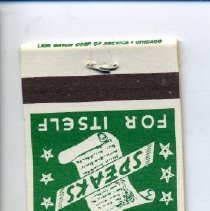 LION MATCH CORP OF AMERICA • CHICAGO
SPEAKS
FOR ITSELF